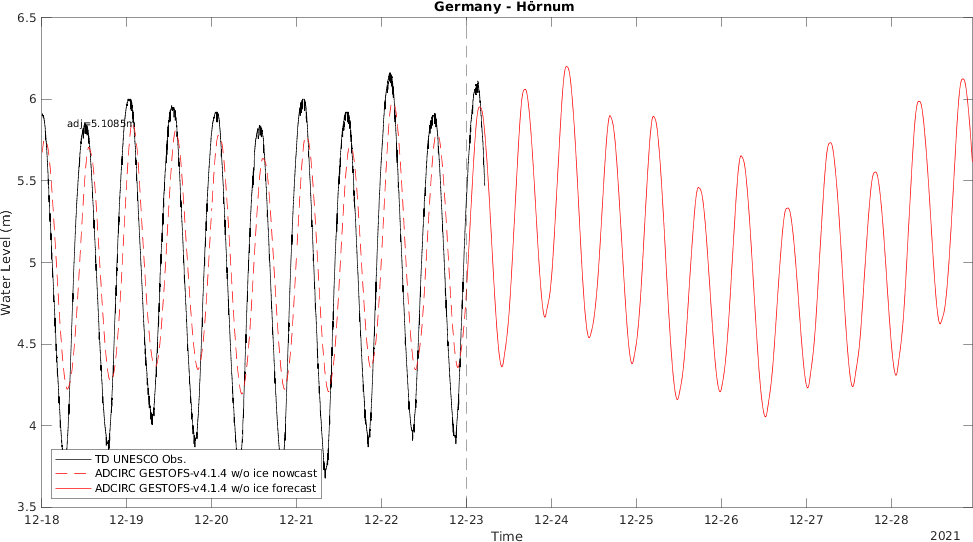 Germany - Hörnum
6.5
6
5.5
5
4.5
4
3.5
Water Level (m)
adj=5.1085m
TD UNESCO Obs.
ADCIRC GESTOFS-v4.1.4 w/o ice nowcast
ADCIRC GESTOFS-v4.1.4 w/o ice forecast
12-18 12-19 12-20 12-21 12-22 12-23 12-24 12-25 12-26 12-27 12-28
Time
2021